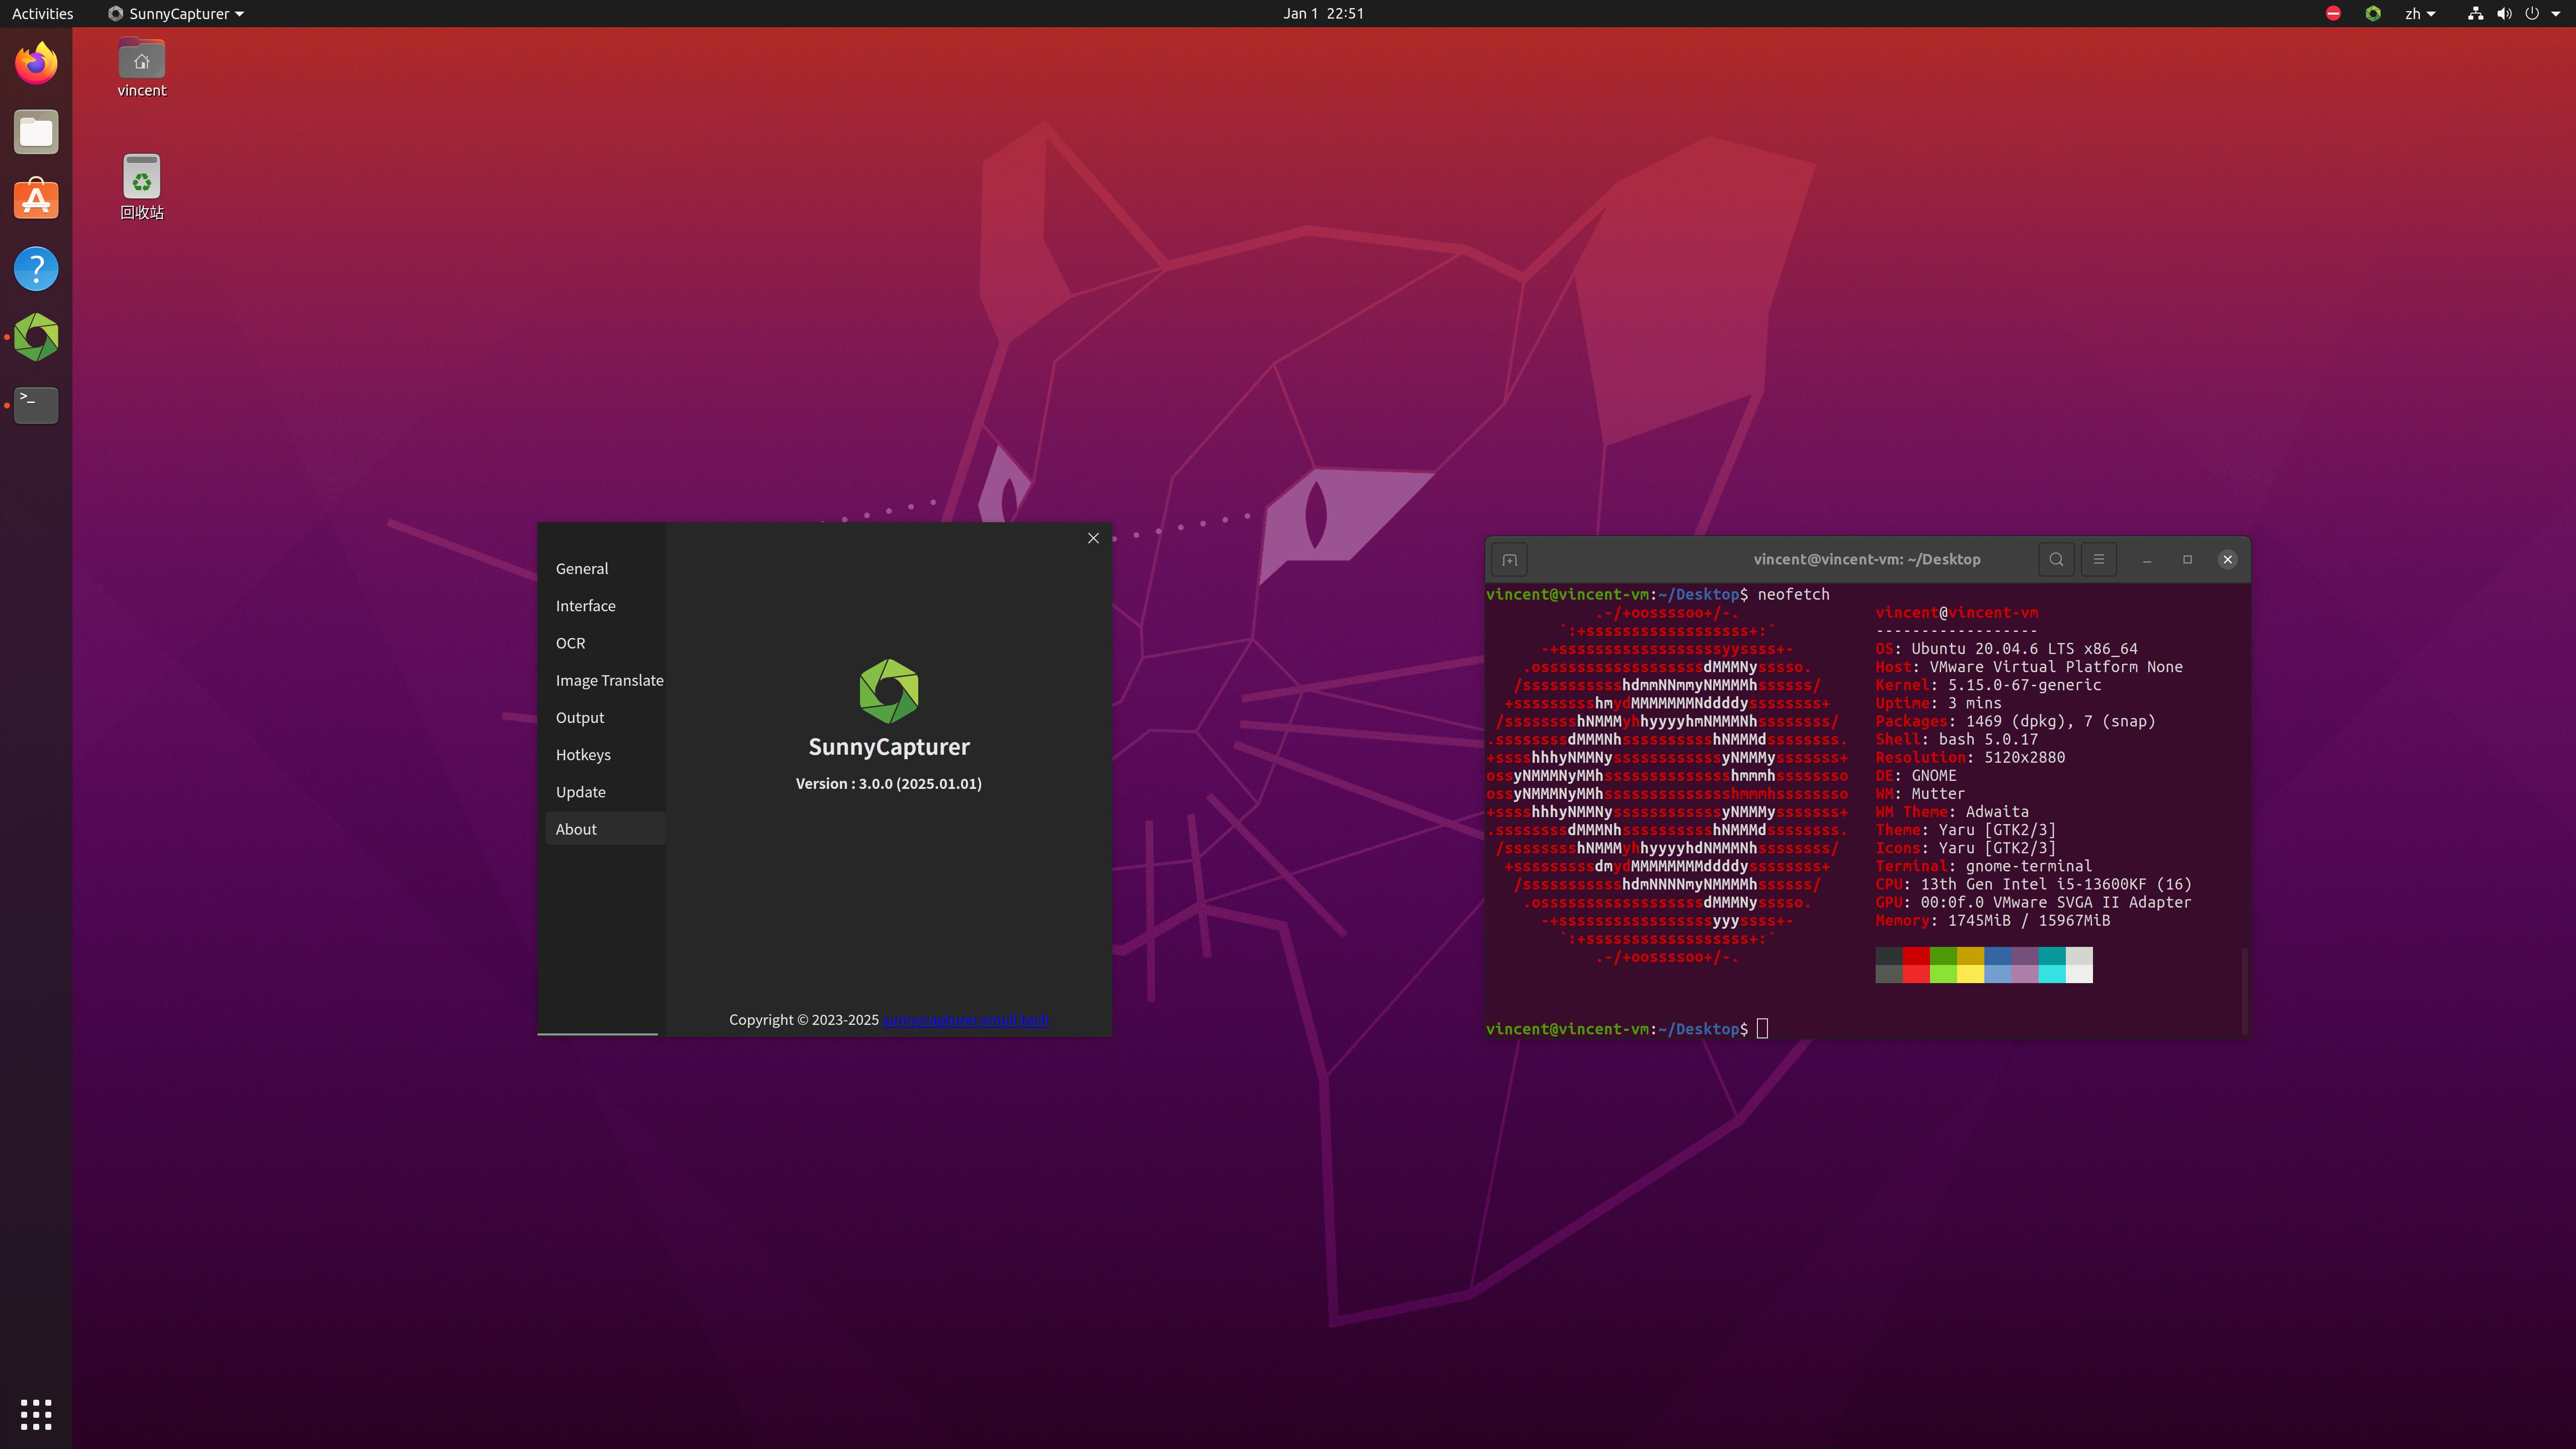 Activities
SunnyCapturer
Jan 1 22:51
zh
vincent
回收站
General
Interface
OCR
Image Translate
Output
Hotkeys
Update
About
SunnyCapturer
Version : 3.0.0 (2025.01.01)
Copyright © 2023-2025 sunnycapturer.xmuli.tech
vincent@vincent-vm: ~/Desktop
vincent@vincent-vm:~/Desktop$ neofetch
.-/+oossssoo+/-. vincent@vincent-vm
`:+ssssssssssssssssss+:` ------------------
-+ssssssssssssssssssyyssss+- OS: Ubuntu 20.04.6 LTS x86_64
.ossssssssssssssssssdMMMNysssso. Host: VMware Virtual Platform None
/ssssssssssshdmmNNmmyNMMMMhssssss/ Kernel: 5.15.0-67-generic
+ssssssssshmydMMMMMMMNddddyssssssss+ Uptime: 3 mins
/sssssssshNMMMyhhyyyyhmNMMMNhssssssss/ Packages: 1469 (dpkg), 7 (snap)
.ssssssssdMMMNhsssssssssshNMMMdssssssss. Shell: bash 5.0.17
+sssshhhyNMMNyssssssssssssyNMMMysssssss+ Resolution: 5120x2880
ossyNMMMNyMMhsssssssssssssshmmmhssssssso DE: GNOME
ossyNMMMNyMMhsssssssssssssshmmmhssssssso WM: Mutter
+sssshhhyNMMNyssssssssssssyNMMMysssssss+ WM Theme: Adwaita
.ssssssssdMMMNhsssssssssshNMMMdssssssss. Theme: Yaru [GTK2/3]
/sssssssshNMMMyhhyyyyhdNMMMNhssssssss/ Icons: Yaru [GTK2/3]
+sssssssssdmydMMMMMMMMddddyssssssss+ Terminal: gnome-terminal
/ssssssssssshdmNNNNmyNMMMMhssssss/ CPU: 13th Gen Intel i5-13600KF (16)
.ossssssssssssssssssdMMMNysssso. GPU: 00:0f.0 VMware SVGA II Adapter
-+sssssssssssssssssyyyssss+- Memory: 1745MiB / 15967MiB
`:+ssssssssssssssssss+:`
.-/+oossssoo+/-.
vincent@vincent-vm:~/Desktop$